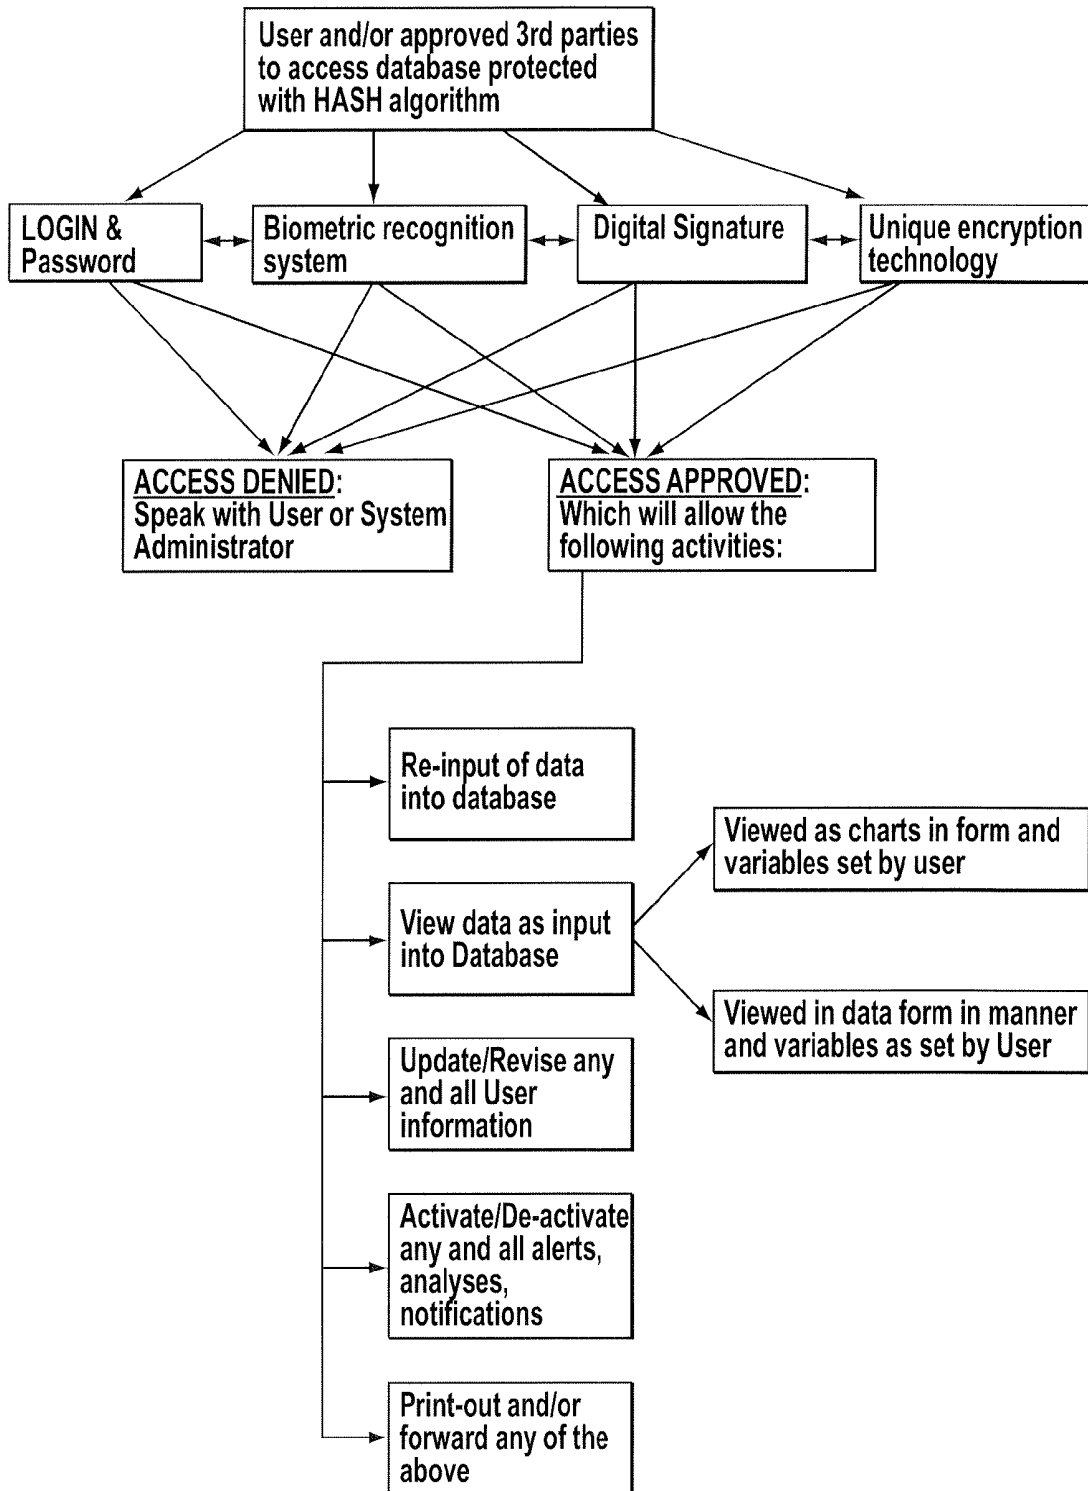 User and/or approved 3rd parties
to access database protected
with HASH algorithm
LOGIN &
Password
Biometric recognition
system
Digital Signature
Unique encryption
technology
ACCESS DENIED:
Speak with User or System
Administrator
ACCESS APPROVED:
Which will allow the
following activities:
Re-input of data
into database
View data as input
into Database
Viewed as charts in form and
variables set by user
Viewed in data form in manner
and variables as set by User
Update/Revise any
and all User
information
Activate/De-activate
any and all alerts,
analyses,
notifications
Print-out and/or
forward any of the
above